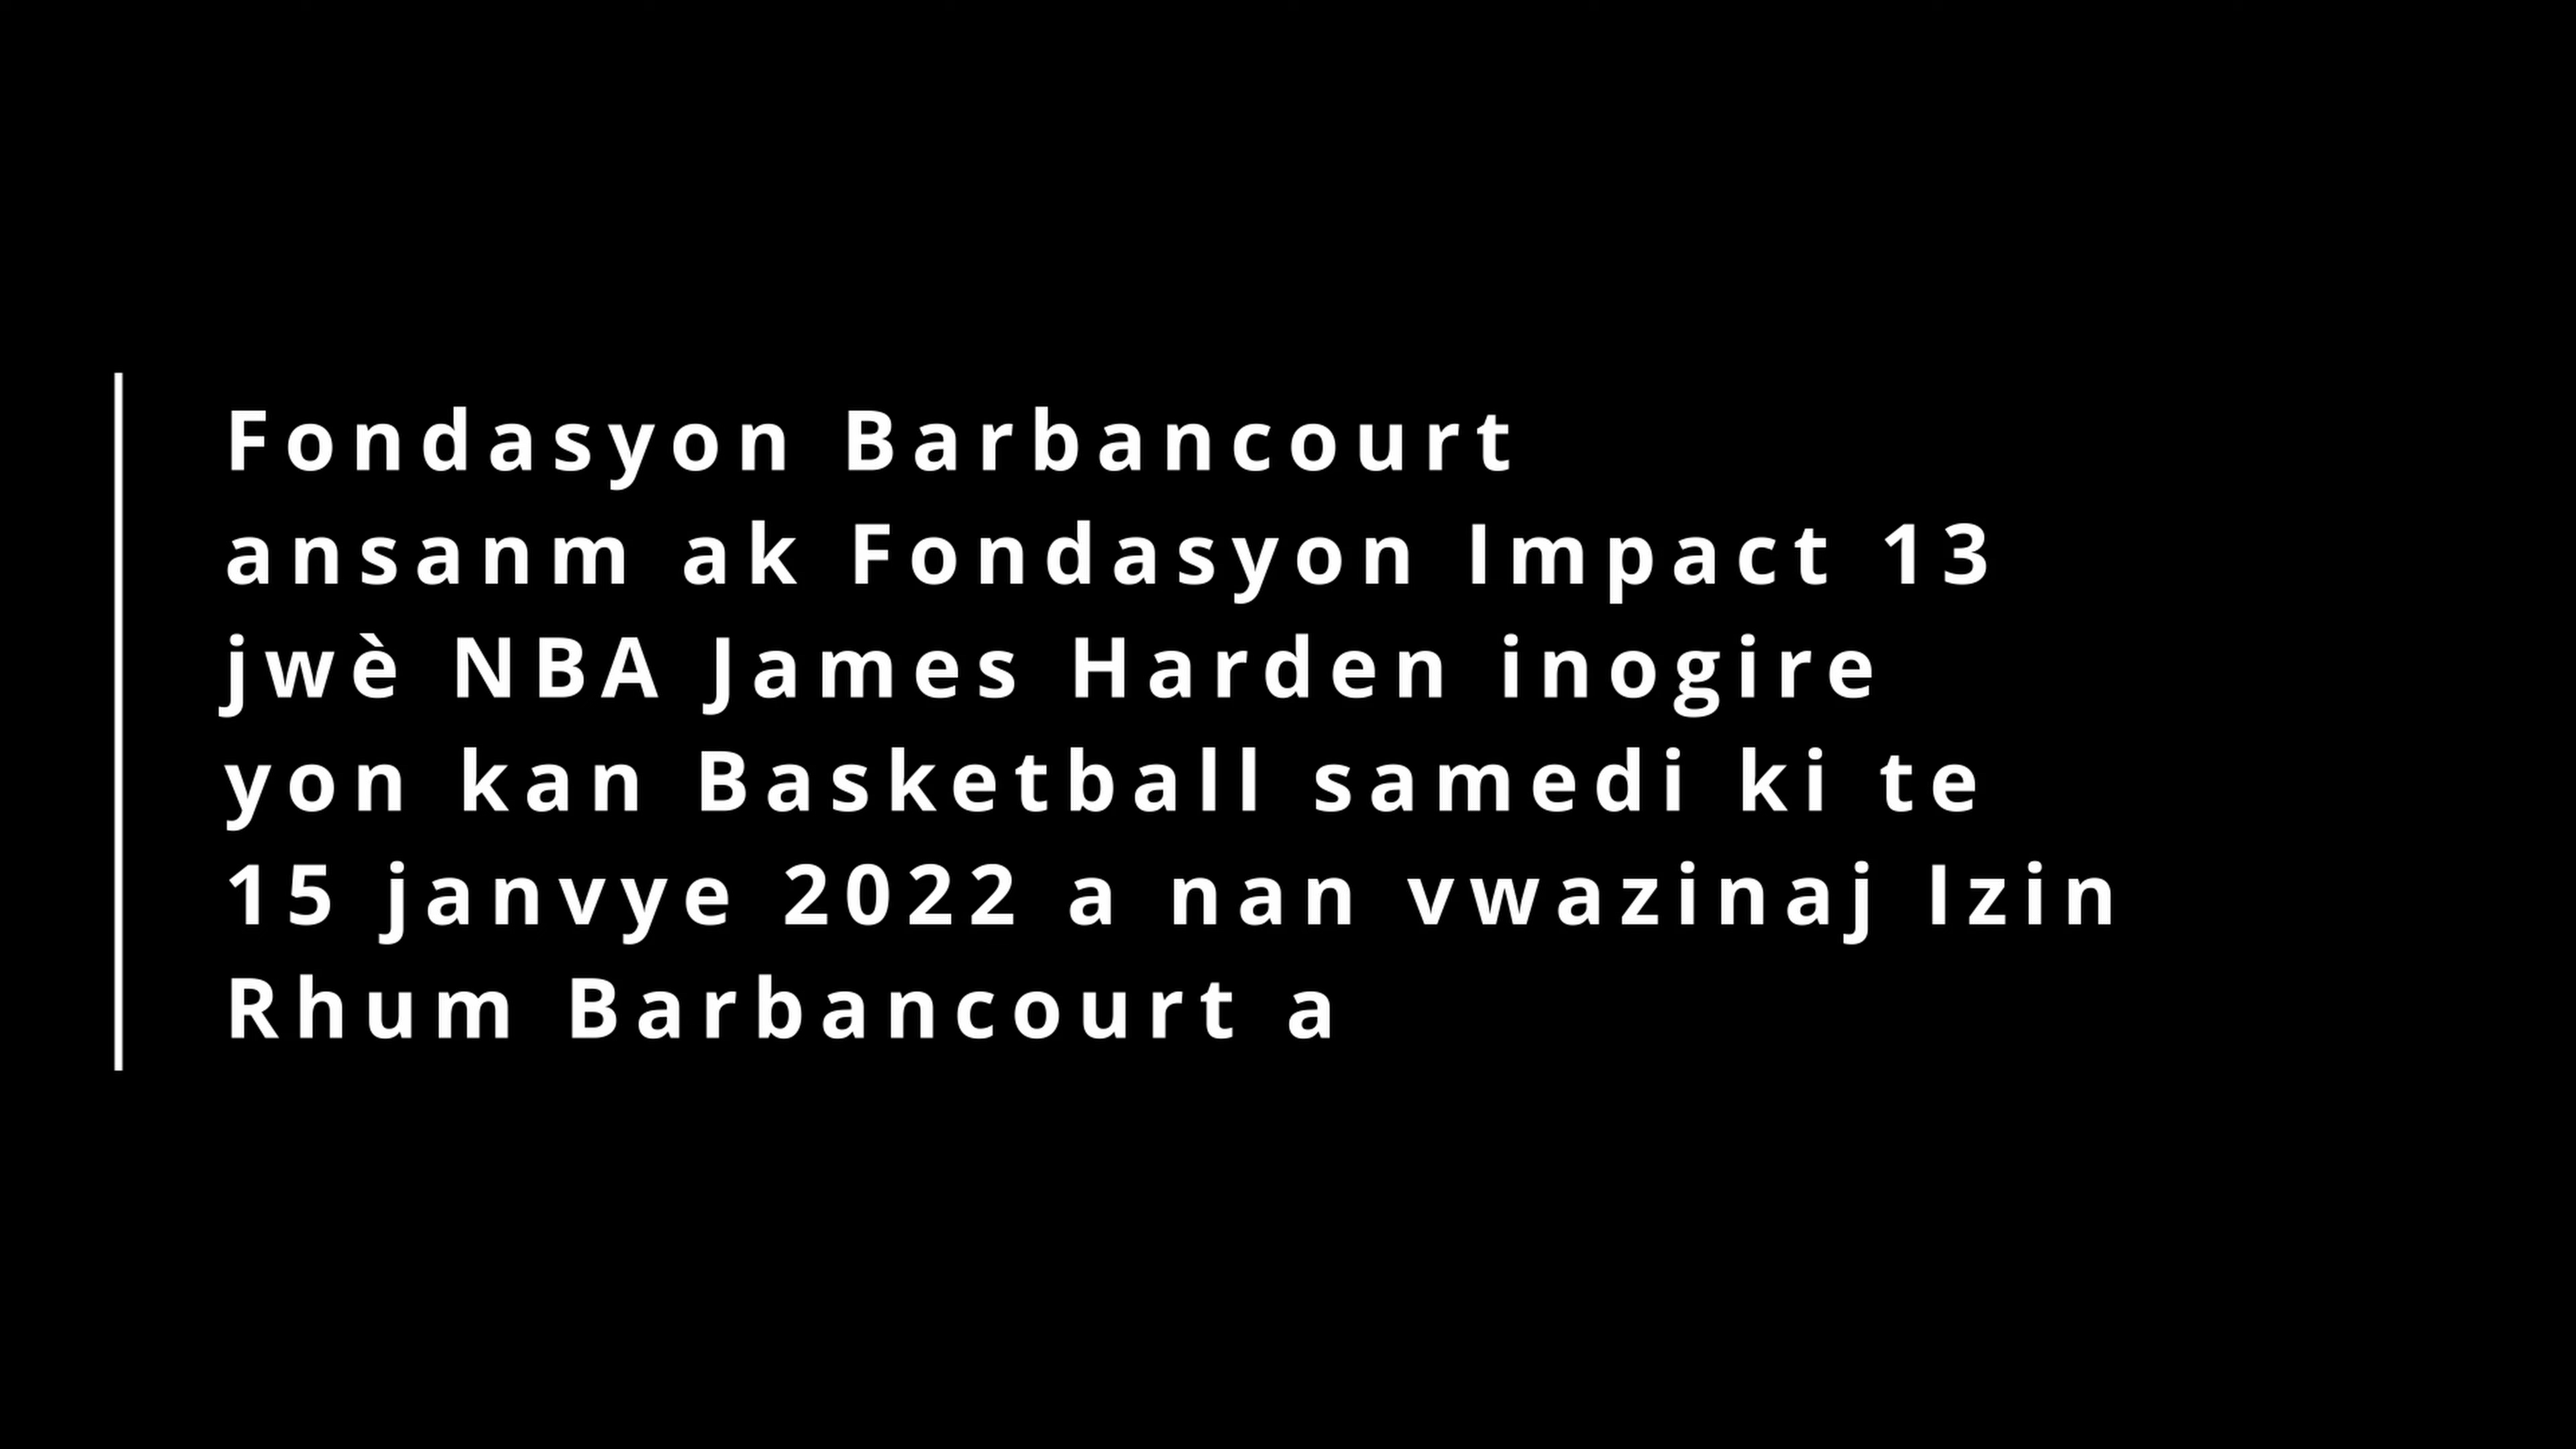 Fondasyon Barbancourt
ansanm ak Fondasyon Impact 13
jwè NBA James Harden inogire
yon kan Basketball samedi ki te
15 janvye 2022 a nan vwazinaj Izin
Rhum Barbancourt a